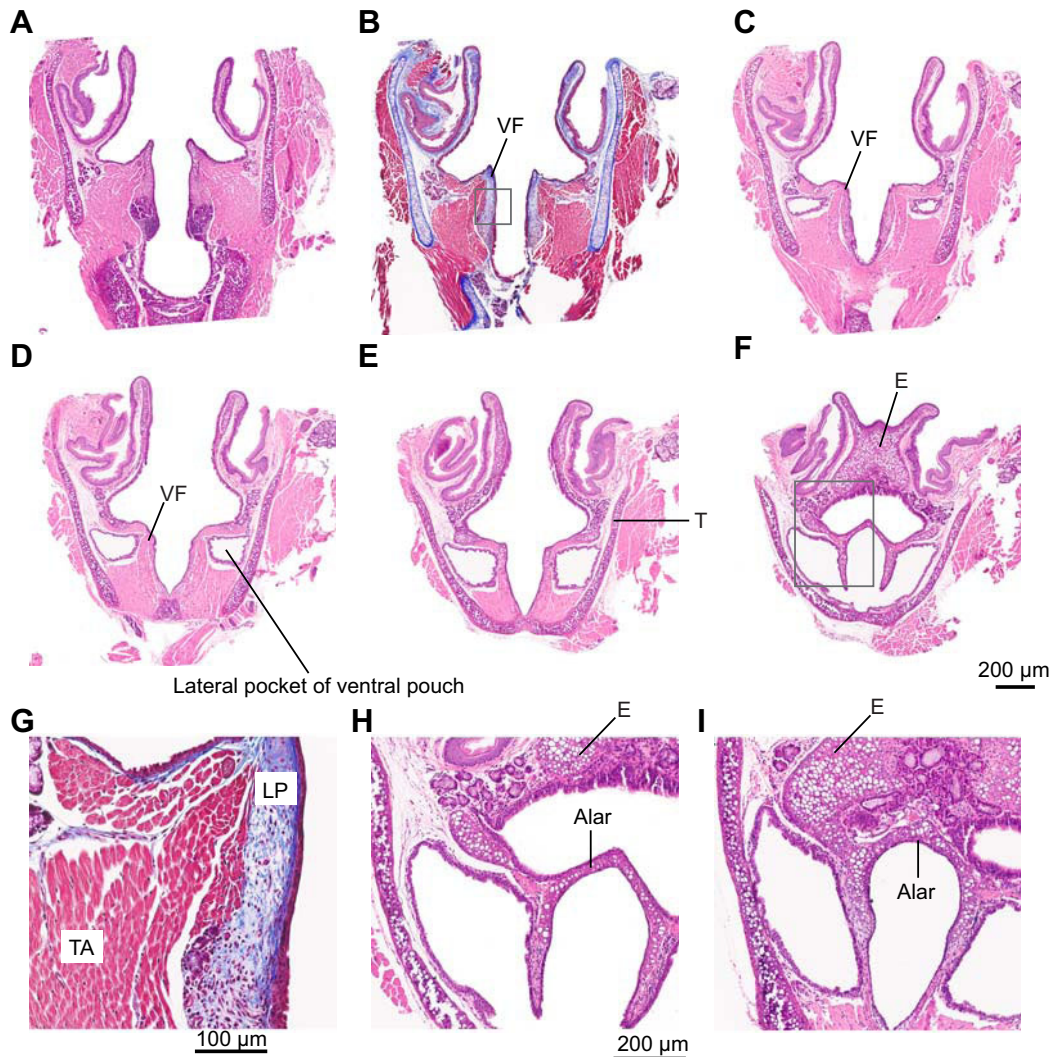 A
B
C
VF
VF
D
E
F
E
VF
T
Lateral pocket of ventral pouch
200 µm
G
H
I
E
E
LP
Alar
Alar
TA
100 µm
200 µm